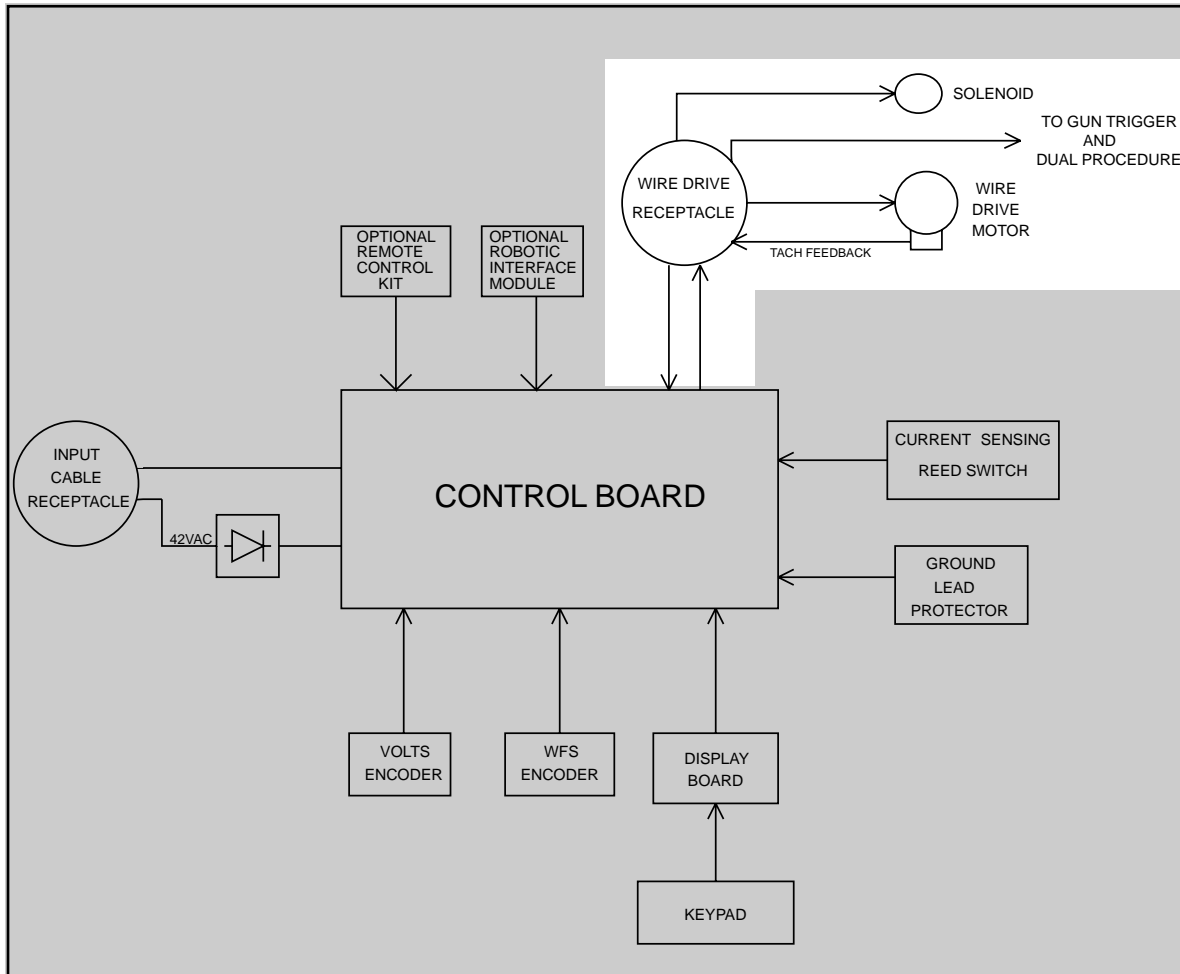 SOLENOID
TO GUN TRIGGER
AND
DUAL PROCEDURE
WIRE DRIVE
RECEPTACLE
WIRE
DRIVE
MOTOR
TACH FEEDBACK
OPTIONAL
REMOTE
CONTROL
KIT
OPTIONAL
ROBOTIC
INTERFACE
MODULE
INPUT
CABLE
RECEPTACLE
42VAC
CONTROL BOARD
CURRENT SENSING
REED SWITCH
GROUND
LEAD
PROTECTOR
VOLTS
ENCODER
WFS
ENCODER
DISPLAY
BOARD
KEYPAD